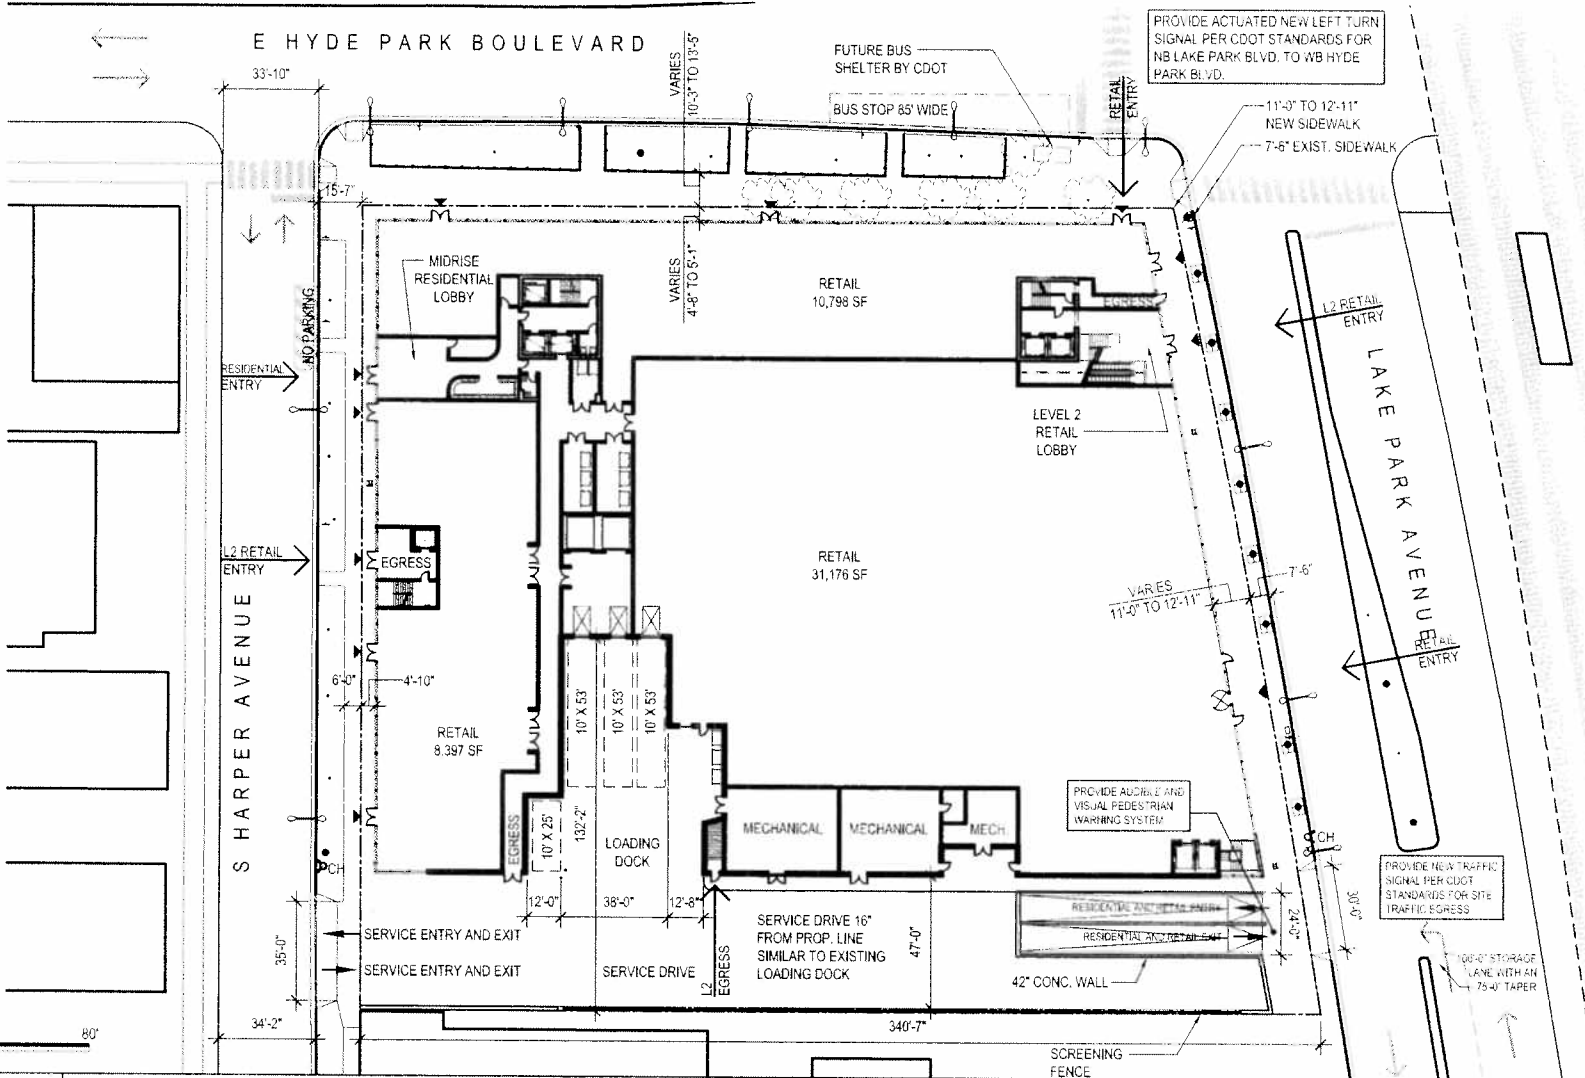 E HYDE PARK BOULEVARD
33'-10"
VARIES
10'-3" TO 13'-5"
FUTURE BUS
SHELTER BY CDOT
BUS STOP 85' WIDE
RETAIL
ENTRY
PROVIDE ACTUATED NEW LEFT TURN
SIGNAL PER CDOT STANDARDS FOR
NB LAKE PARK BLVD. TO WB HYDE
PARK BLVD.
11'-0" TO 12'-11"
NEW SIDEWALK
7'-6" EXIST. SIDEWALK
15'-7"
MIDRISE
RESIDENTIAL
LOBBY
VARIES
4'-8" TO 5'-1"
RETAIL
10,798 SF
EGRESS
NO PARKING
RESIDENTIAL
ENTRY
L2 RETAIL
ENTRY
LAKE PARK AVENUE
LEVEL 2
RETAIL
LOBBY
L2 RETAIL
ENTRY
EGRESS
RETAIL
31,176 SF
VARIES
11'-0" TO 12'-11"
7'-6"
RETAIL
ENTRY
S HARPER AVENUE
6'-0"
4'-10"
RETAIL
8,397 SF
10' X 53'
10' X 53'
10' X 53'
EGRESS
10' X 25'
132'-2"
LOADING
DOCK
MECHANICAL
MECHANICAL
MECH.
PROVIDE AUDIBLE AND
VISUAL PEDESTRIAN
WARNING SYSTEM
CH
CH
PROVIDE NEW TRAFFIC
SIGNAL PER CDOT
STANDARDS FOR SITE
TRAFFIC EGRESS
12'-0"
38'-0"
12'-8"
RESIDENTIAL AND RETAIL ENTRY
RESIDENTIAL AND RETAIL EXIT
24'-0"
30'-0"
35'-0"
SERVICE ENTRY AND EXIT
SERVICE ENTRY AND EXIT
SERVICE DRIVE
L2
EGRESS
SERVICE DRIVE 16"
FROM PROP. LINE
SIMILAR TO EXISTING
LOADING DOCK
47'-0"
42" CONC. WALL
100'-0" STORAGE
LANE WITH AN
75'-0" TAPER
80'
34'-2"
340'-7"
SCREENING
FENCE